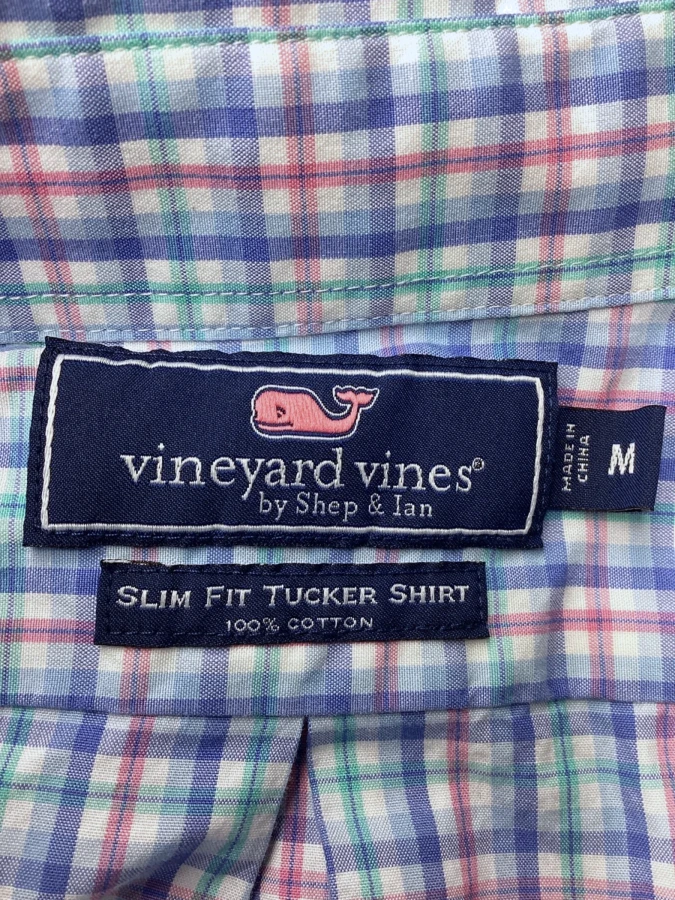 vineyard vines®
by Shep & Ian
MADE IN
CHINA
M
SLIM FIT TUCKER SHIRT
100% COTTON